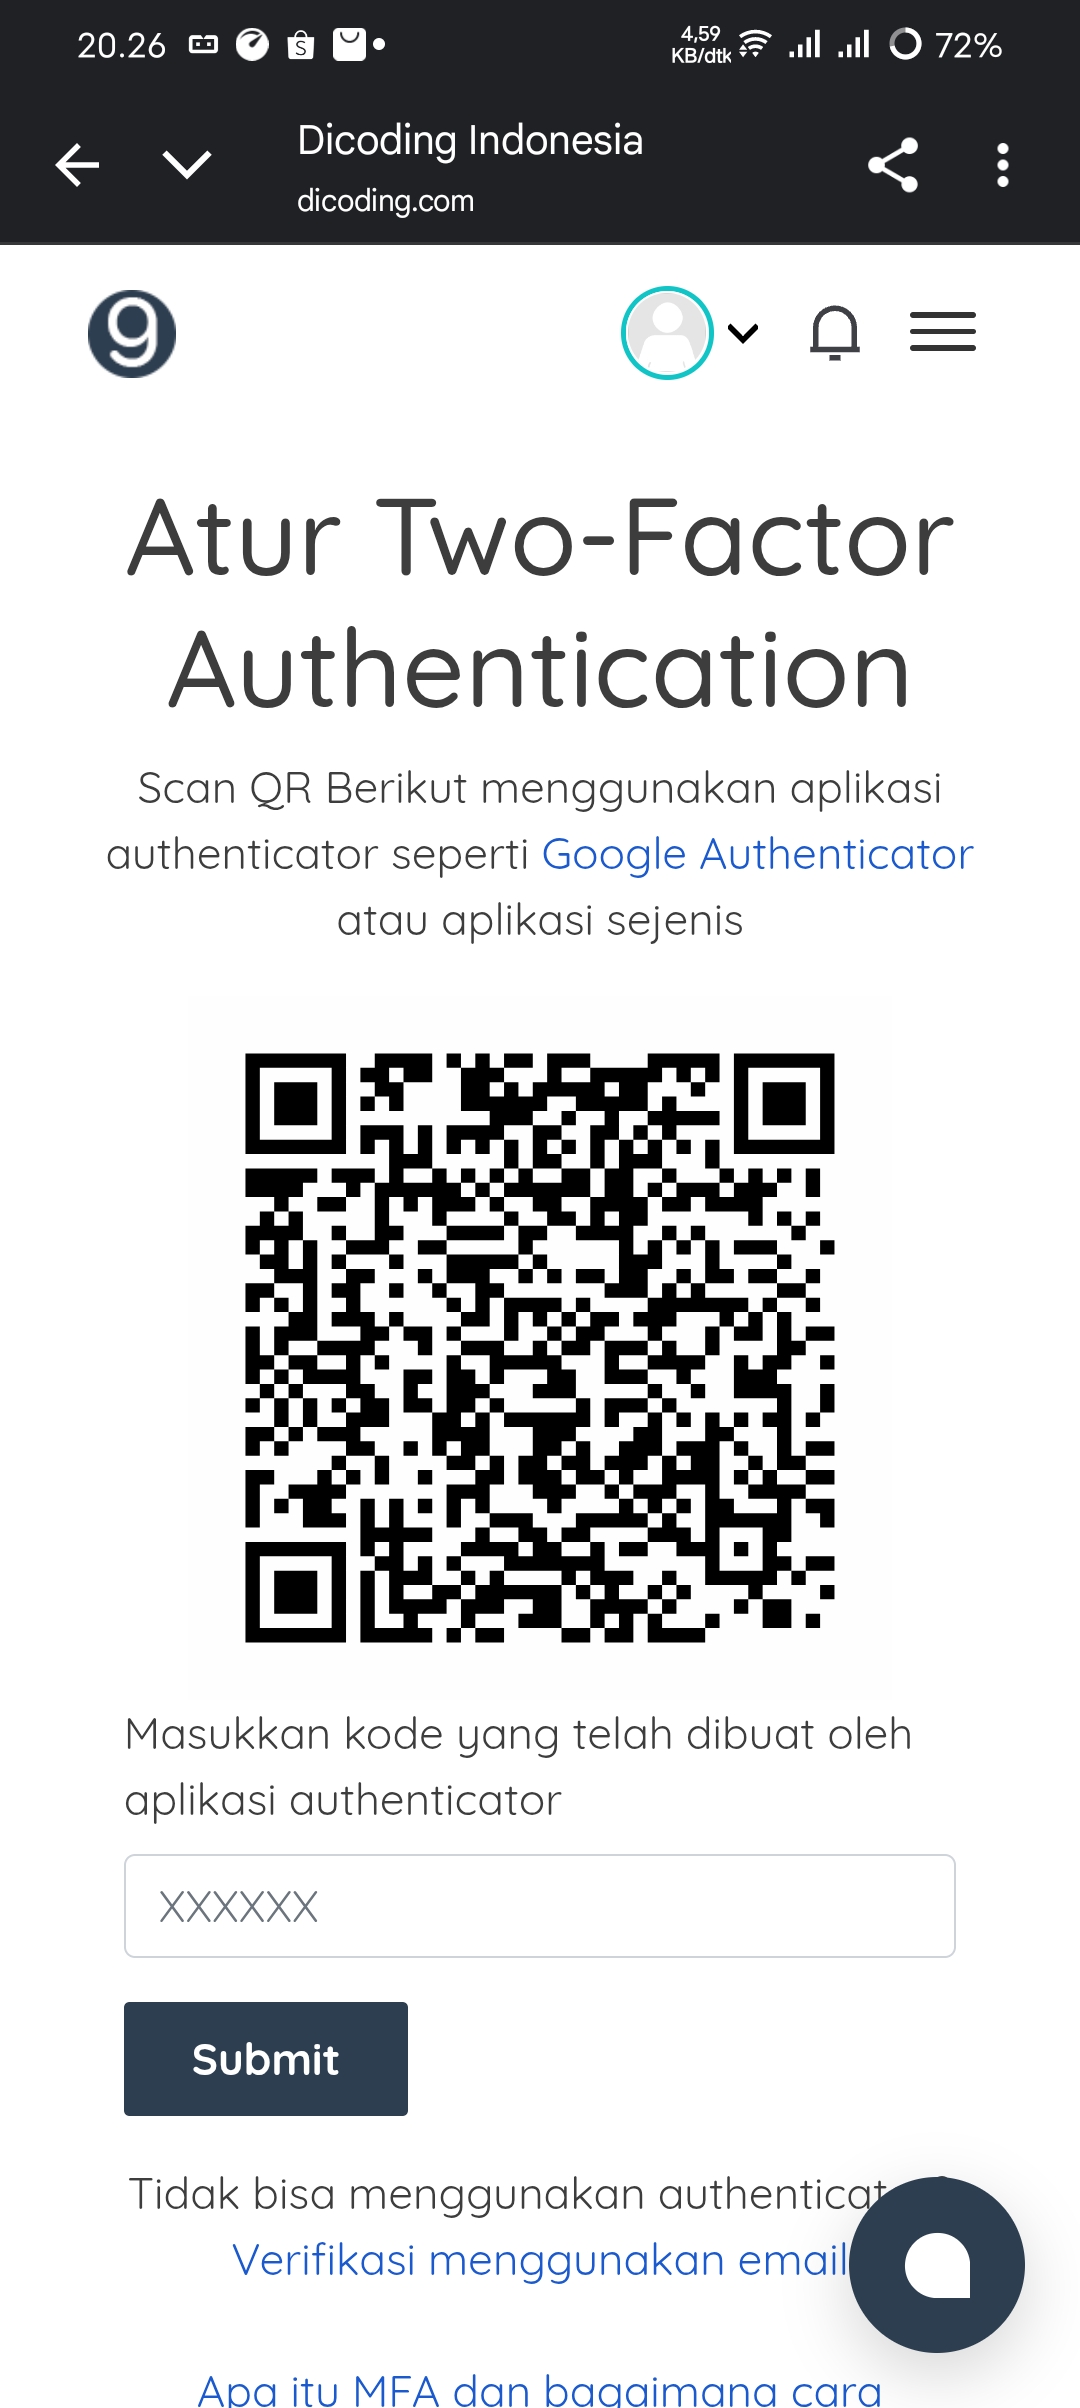 20.26
4,59
KB/dtk
72%
Dicoding Indonesia
dicoding.com
Atur Two-Factor
Authentication
Scan QR Berikut menggunakan aplikasi
authenticator seperti Google Authenticator
atau aplikasi sejenis
Masukkan kode yang telah dibuat oleh
aplikasi authenticator
XXXXXX
Submit
Tidak bisa menggunakan
Verifikasi menggunakan email
Apa itu MFA dan bagaimana cara